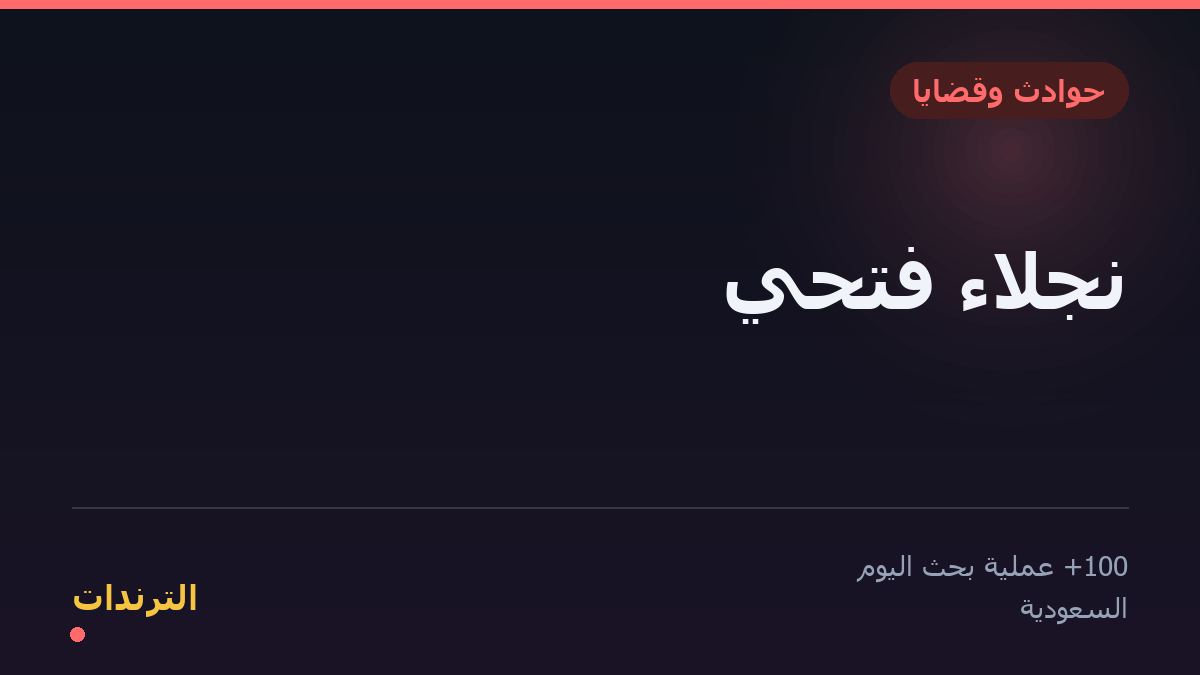 حوادث وقضايا
نجلاء فتحي
100+ عملية بحث اليوم
السعودية
الترندات